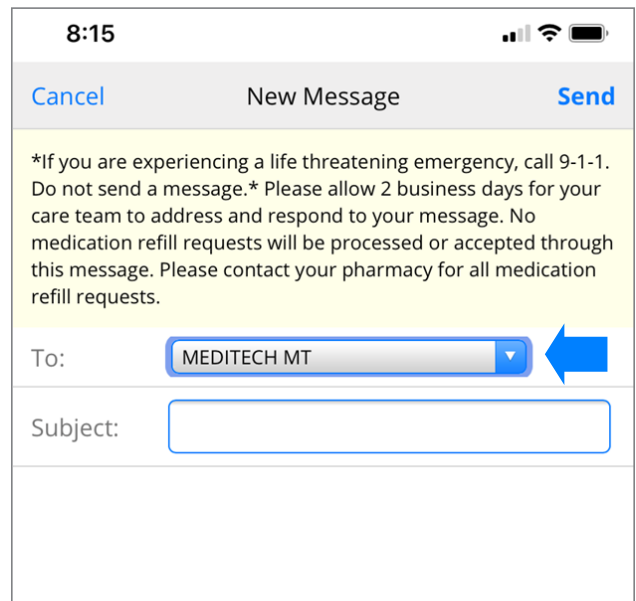 8:15
Cancel New Message Send
*If you are experiencing a life threatening emergency, call 9-1-1.
Do not send a message.* Please allow 2 business days for your
care team to address and respond to your message. No
medication refill requests will be processed or accepted through
this message. Please contact your pharmacy for all medication
refill requests.
To: MEDITECH MT
Subject: